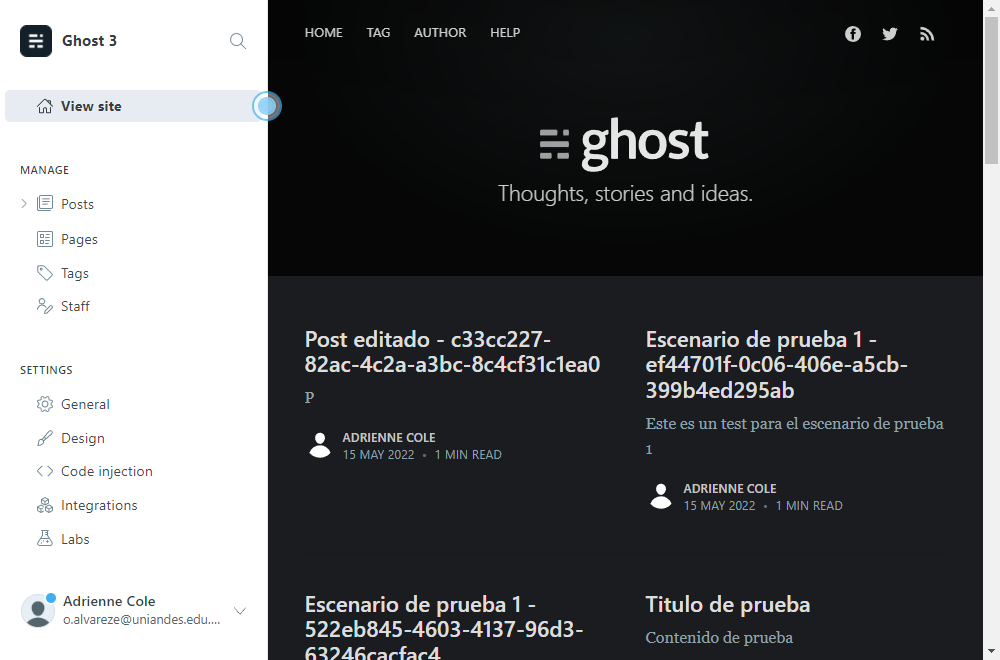 Ghost 3
View site
MANAGE
Posts
Pages
Tags
Staff
SETTINGS
General
Design
Code injection
Integrations
Labs
Adrienne Cole
o.alvareze@uniandes.edu....
HOME TAG AUTHOR HELP
ghost
Thoughts, stories and ideas.
Post editado - c33cc227-
82ac-4c2a-a3bc-8c4cf31c1ea0
P
ADRIENNE COLE
15 MAY 2022 • 1 MIN READ
Escenario de prueba 1 -
ef44701f-0c06-406e-a5cb-
399b4ed295ab
Este es un test para el escenario de prueba
1
ADRIENNE COLE
15 MAY 2022 • 1 MIN READ
Escenario de prueba 1 -
522eb845-4603-4137-96d3-
63246cacfac4
Titulo de prueba
Contenido de prueba